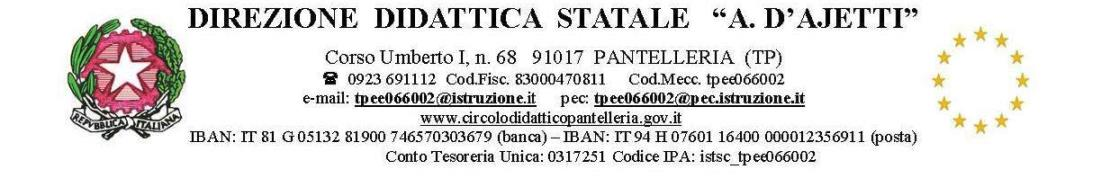 DIREZIONE DIDATTICA STATALE “A. D’AJETTI”
Corso Umberto I, n. 68 91017 PANTELLERIA (TP)
☎ 0923 691112 Cod.Fisc. 83000470811 Cod.Mecc. tpee066002
e-mail: tpee066002@istruzione.it pec: tpee066002@pec.istruzione.it
www.circolodidatticopantelleria.gov.it
IBAN: IT 81 G 05132 81900 746570303679 (banca) – IBAN: IT 94 H 07601 16400 000012356911 (posta)
Conto Tesoreria Unica: 0317251 Codice IPA: istsc_tpee066002
REPVBBLICA ITALIANA